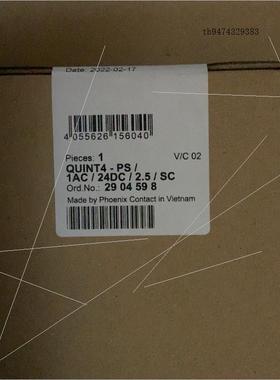 th9474329383
Date: 2022-02-17
4 055626 156040
Pieces: 1 V/C 02
QUINT4 - PS /
1AC / 24DC / 2.5 / SC
Ord.No.: 29 04 59 8
Made by Phoenix Contact in Vietnam